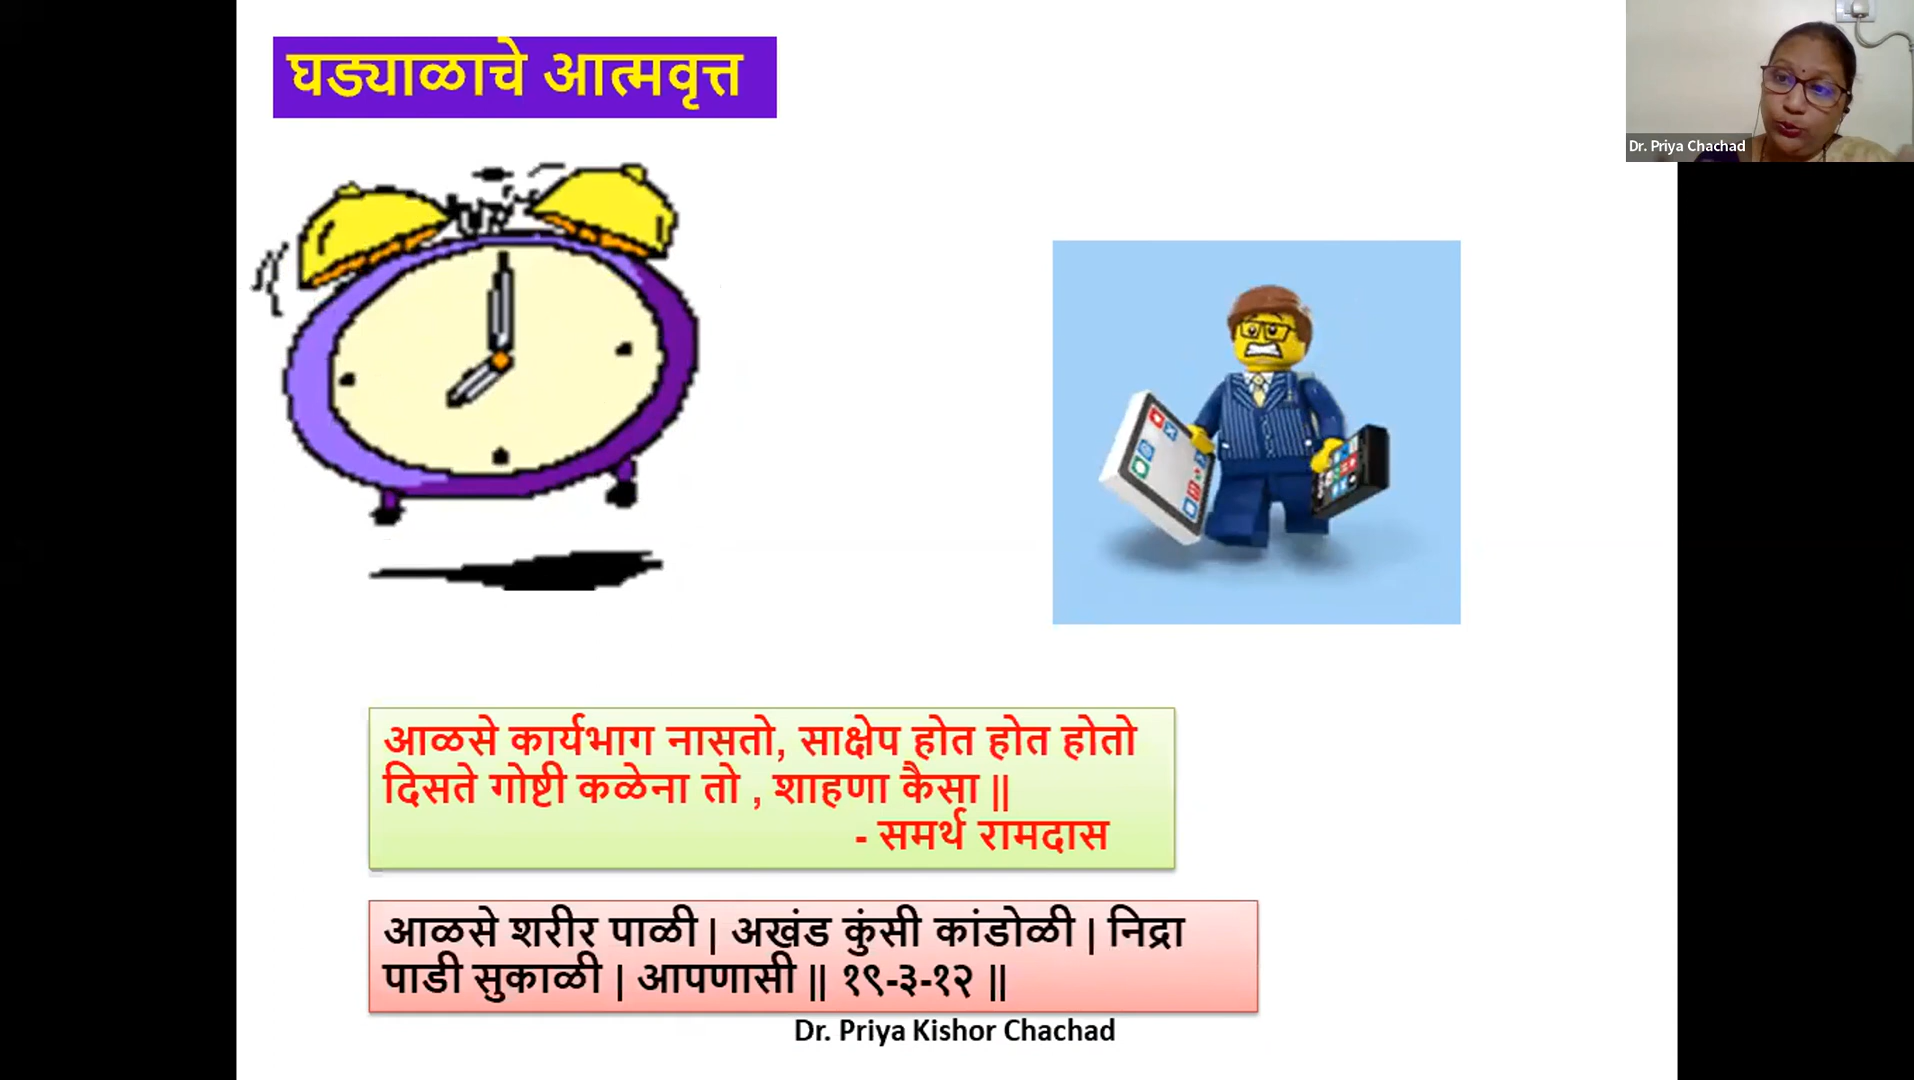 घड्याळाचे आत्मवृत्त
Dr. Priya Chachad
आळसे कार्यभाग नासतो, साक्षेप होत होत होतो
दिसते गोष्टी कळेना तो , शाहणा कैसा ||
- समर्थ रामदास
आळसे शरीर पाळी | अखंड कुंसी कांडोळी | निद्रा
पाडी सुकाळी | आपणासी || १९-३-१२ ||
Dr. Priya Kishor Chachad